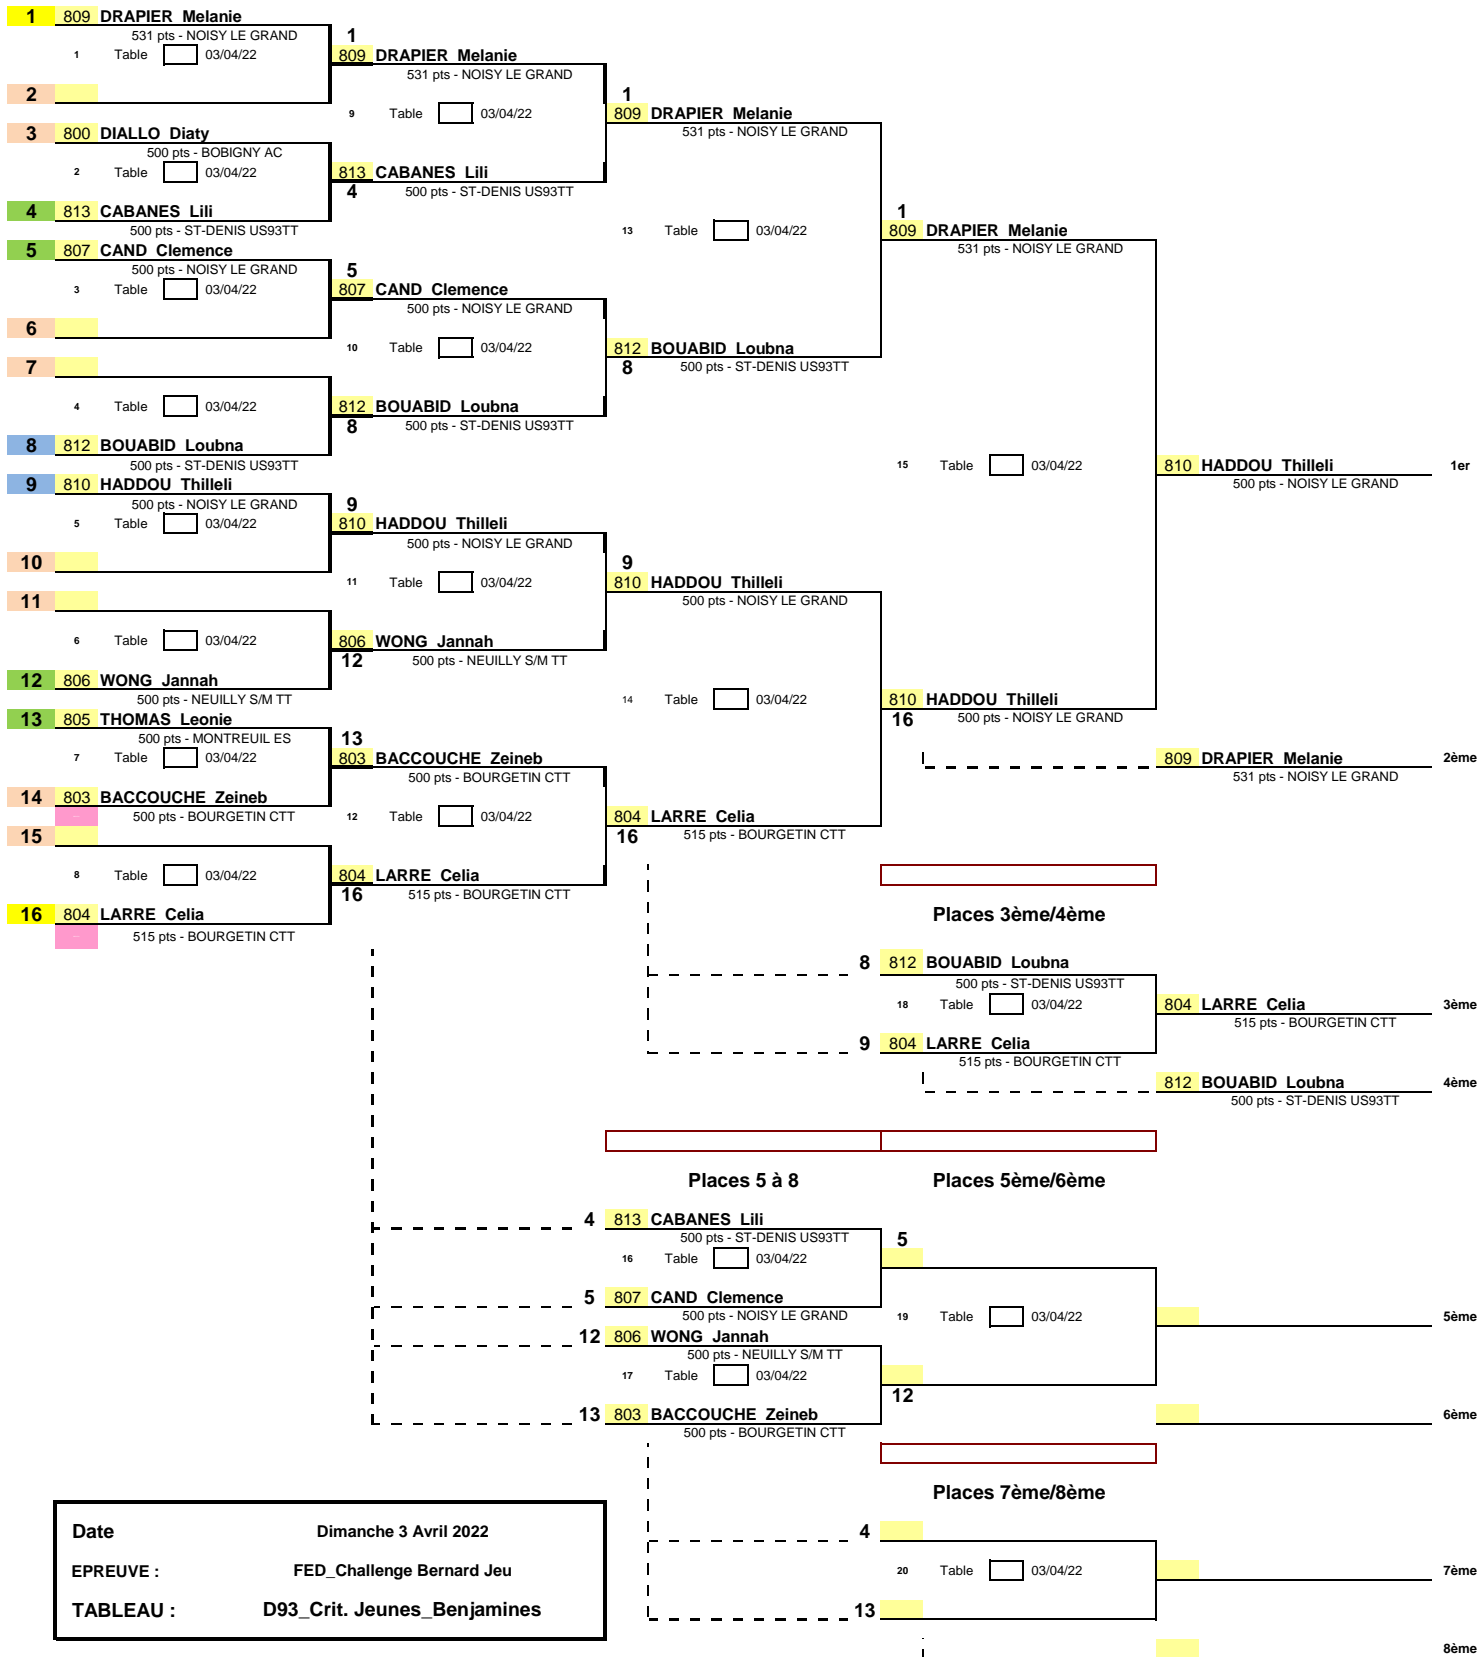 1 809 DRAPIER Melanie
531 pts - NOISY LE GRAND 1
1 Table 03/04/22 809 DRAPIER Melanie
531 pts - NOISY LE GRAND
2 1
9 Table 03/04/22 809 DRAPIER Melanie
3 800 DIALLO Diaty 531 pts - NOISY LE GRAND
500 pts - BOBIGNY AC
2 Table 03/04/22 813 CABANES Lili
4 500 pts - ST-DENIS US93TT
4 813 CABANES Lili 1
500 pts - ST-DENIS US93TT 13 Table 03/04/22 809 DRAPIER Melanie
5 807 CAND Clemence 531 pts - NOISY LE GRAND
500 pts - NOISY LE GRAND 5
3 Table 03/04/22 807 CAND Clemence
500 pts - NOISY LE GRAND
6
10 Table 03/04/22 812 BOUABID Loubna
7 8 500 pts - ST-DENIS US93TT
4 Table 03/04/22 812 BOUABID Loubna
8 500 pts - ST-DENIS US93TT
8 812 BOUABID Loubna
500 pts - ST-DENIS US93TT 15 Table 03/04/22 810 HADDOU Thilleli 1er
9 810 HADDOU Thilleli 500 pts - NOISY LE GRAND
500 pts - NOISY LE GRAND 9
5 Table 03/04/22 810 HADDOU Thilleli
500 pts - NOISY LE GRAND
10 9
11 Table 03/04/22 810 HADDOU Thilleli
11 500 pts - NOISY LE GRAND
6 Table 03/04/22 806 WONG Jannah
12 500 pts - NEUILLY S/M TT
12 806 WONG Jannah
500 pts - NEUILLY S/M TT 14 Table 03/04/22 810 HADDOU Thilleli
13 805 THOMAS Leonie 16 500 pts - NOISY LE GRAND
500 pts - MONTREUIL ES 13
7 Table 03/04/22 803 BACCOUCHE Zeineb 809 DRAPIER Melanie 2ème
500 pts - BOURGETIN CTT 531 pts - NOISY LE GRAND
14 803 BACCOUCHE Zeineb
500 pts - BOURGETIN CTT 12 Table 03/04/22 804 LARRE Celia
15 16 515 pts - BOURGETIN CTT
8 Table 03/04/22 804 LARRE Celia
16 515 pts - BOURGETIN CTT
16 804 LARRE Celia Places 3ème/4ème
515 pts - BOURGETIN CTT
8 812 BOUABID Loubna
500 pts - ST-DENIS US93TT
18 Table 03/04/22 804 LARRE Celia 3ème
515 pts - BOURGETIN CTT
9 804 LARRE Celia
515 pts - BOURGETIN CTT
812 BOUABID Loubna 4ème
500 pts - ST-DENIS US93TT
Places 5 à 8 Places 5ème/6ème
4 813 CABANES Lili
500 pts - ST-DENIS US93TT 5
16 Table 03/04/22
5 807 CAND Clemence
500 pts - NOISY LE GRAND 19 Table 03/04/22 5ème
12 806 WONG Jannah
500 pts - NEUILLY S/M TT
17 Table 03/04/22
12
13 803 BACCOUCHE Zeineb 6ème
500 pts - BOURGETIN CTT
Places 7ème/8ème
Date Dimanche 3 Avril 2022 4
EPREUVE : FED_Challenge Bernard Jeu 20 Table 03/04/22 7ème
TABLEAU : D93_Crit. Jeunes_Benjamines 13
8ème